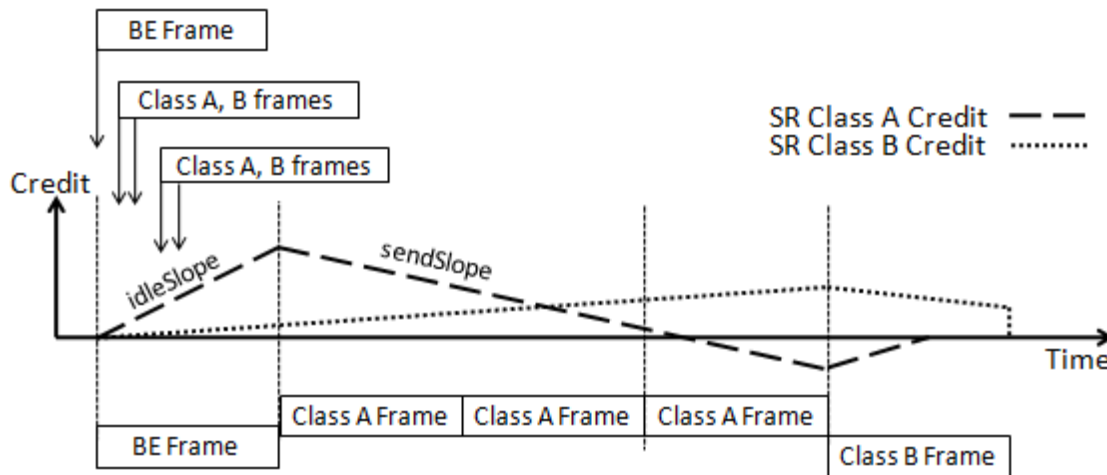 BE Frame
Class A, B frames
SR Class A Credit
SR Class B Credit
Class A, B frames
Credit
idleSlope
sendSlope
Time
Class A Frame
Class A Frame
Class A Frame
BE Frame
Class B Frame